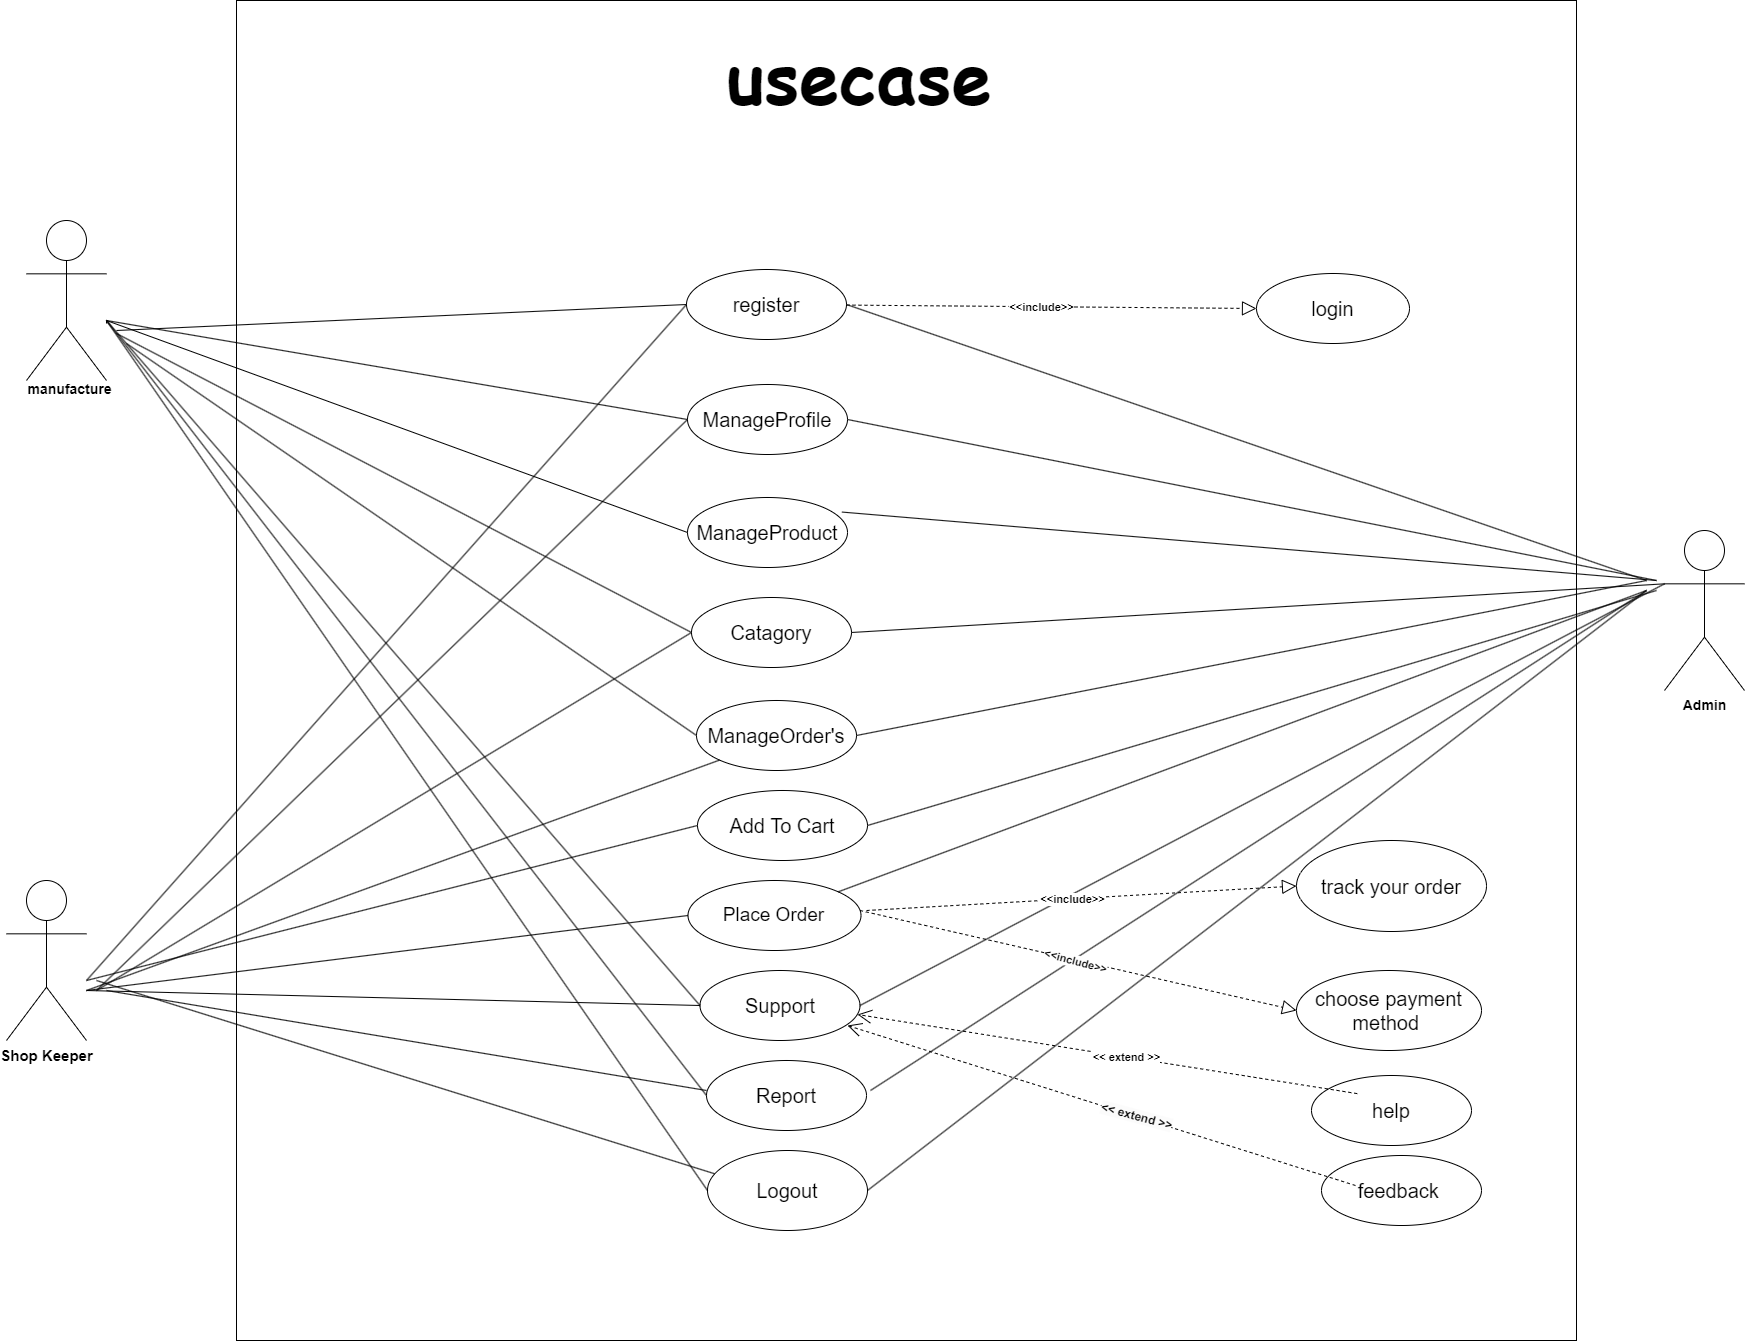 usecase
manufacture
register
<<include>>
login
ManageProfile
ManageProduct
Admin
Catagory
ManageOrder's
Add To Cart
Place Order
<<include>>
track your order
<<include>>
choose payment
method
Shop Keeper
Support
<< extend >>
help
Report
<< extend >>
feedback
Logout